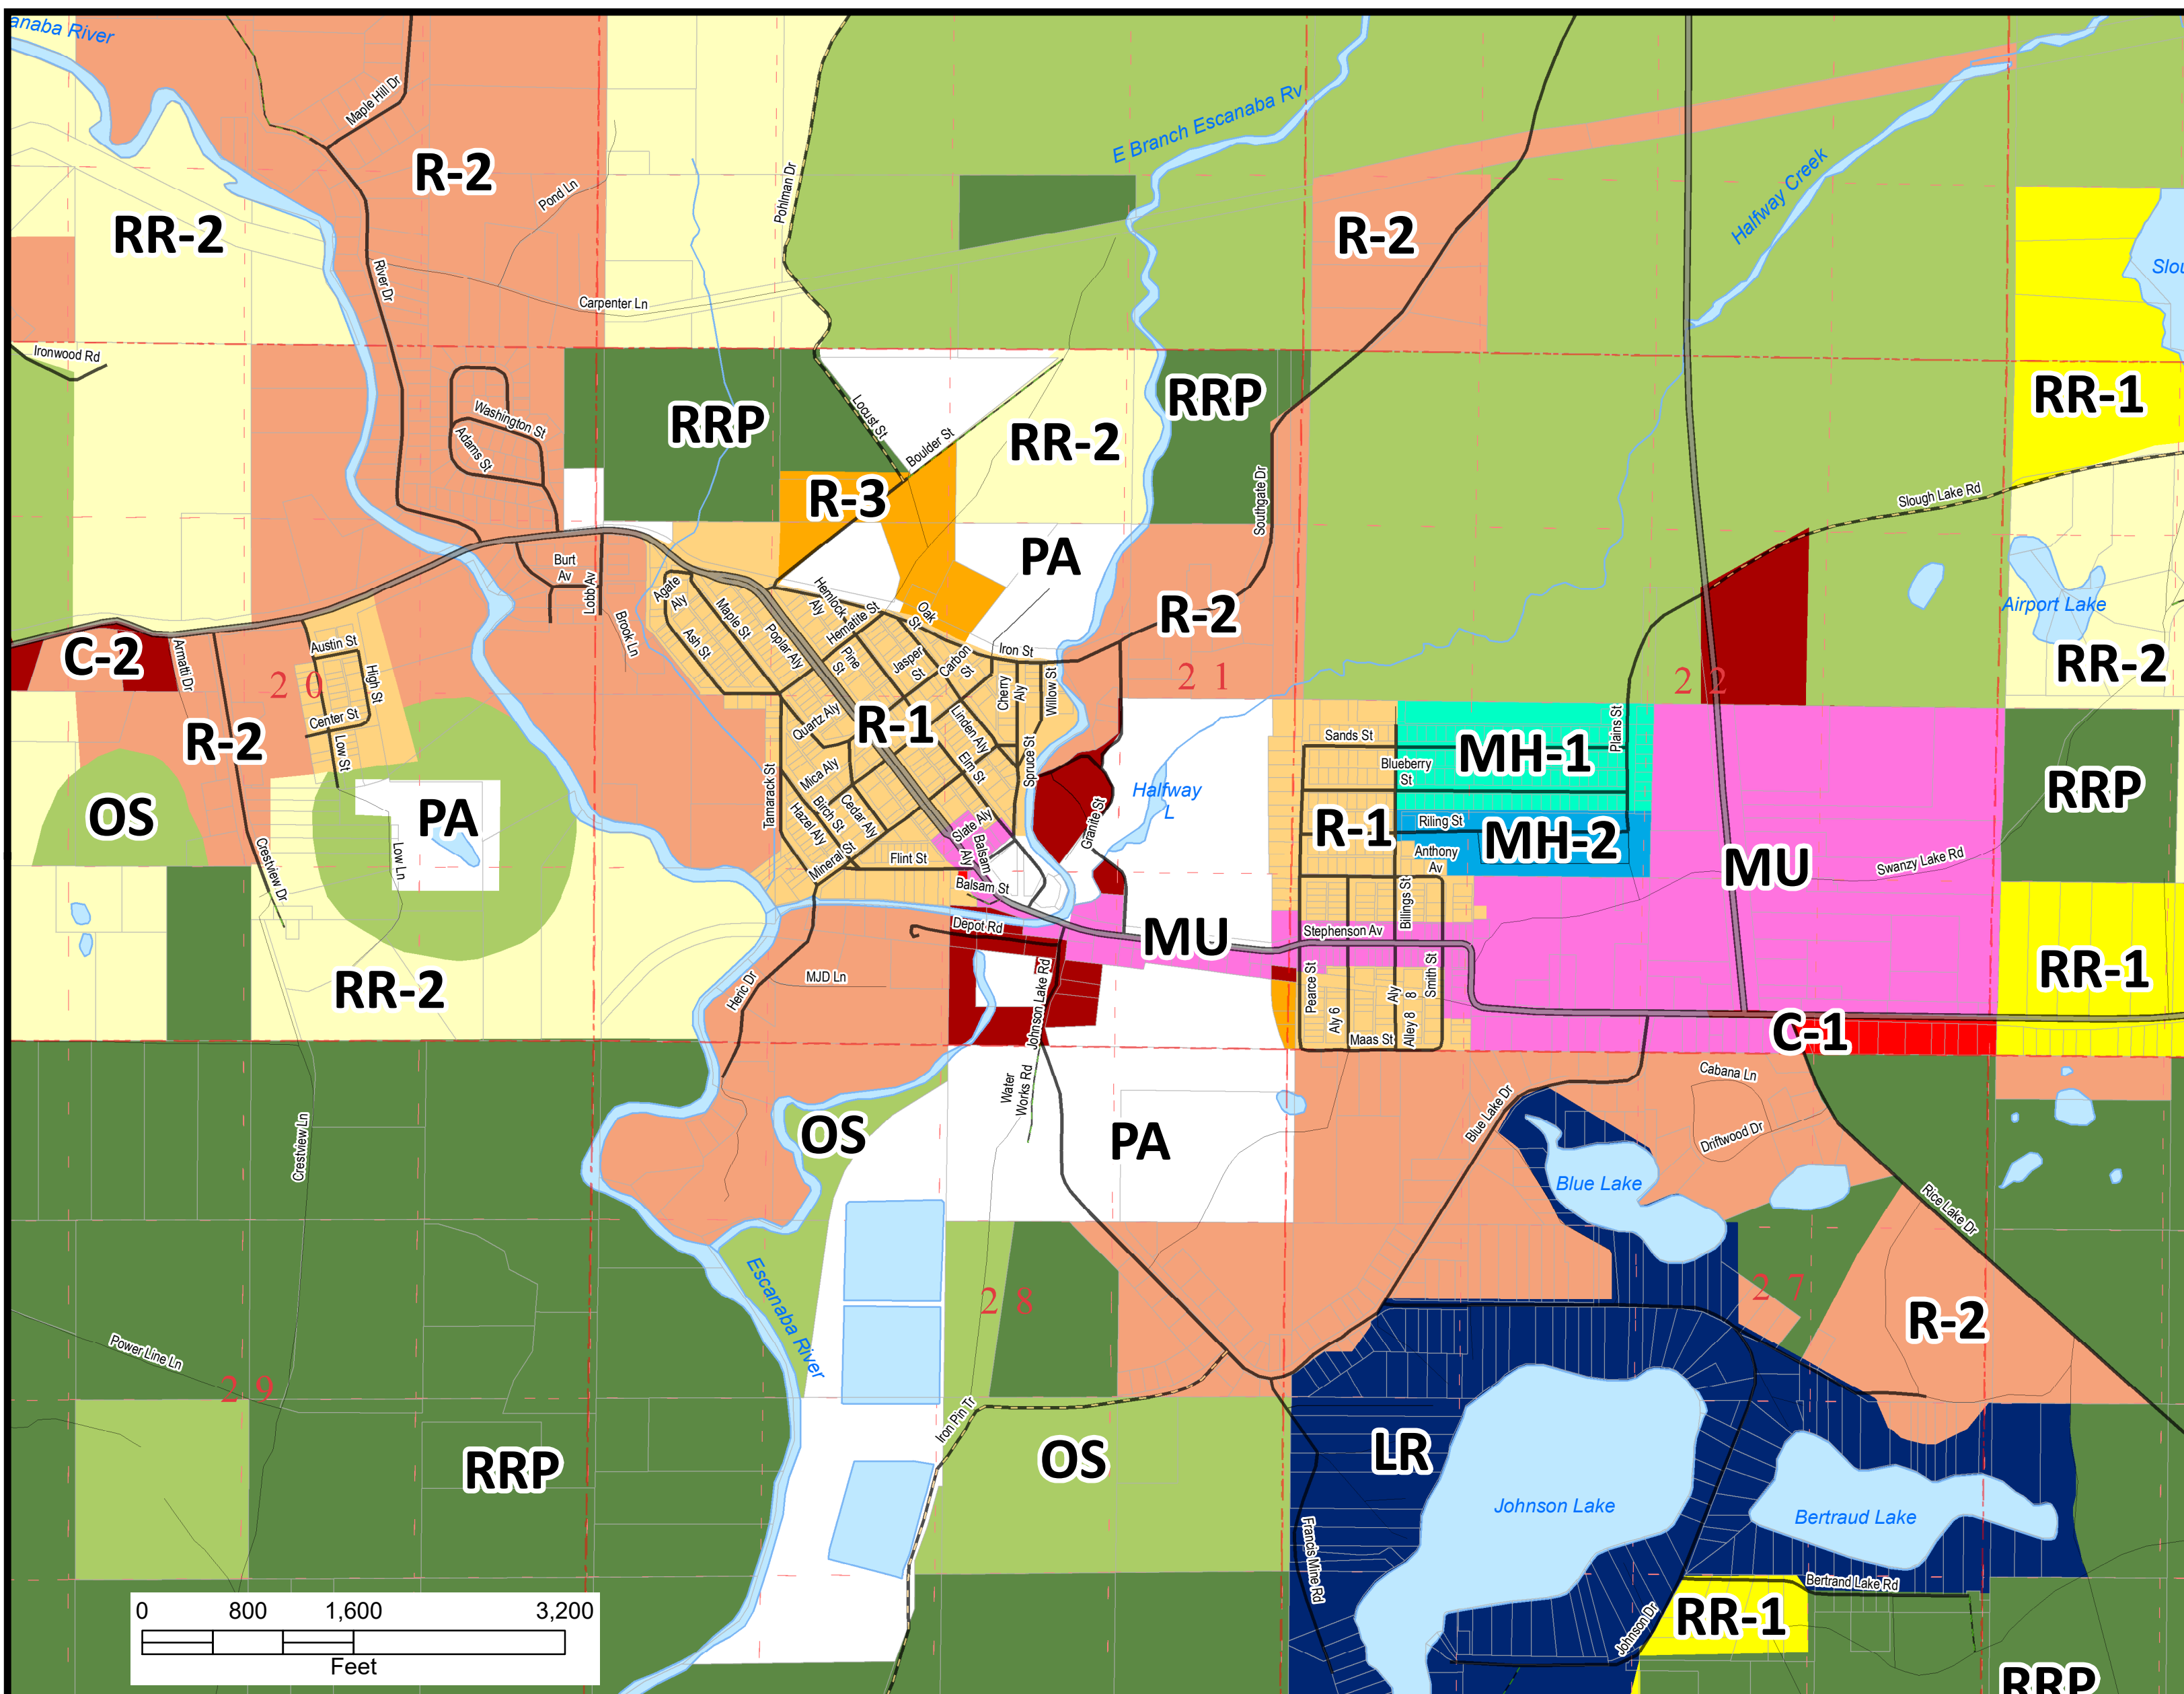 anaba River
Maple Hill Dr
R-2
Pond Ln
Pohlman Dr
E Branch Escanaba Rv
Halfway Creek
RR-2
River Dr
Carpenter Ln
R-2
Slou
Ironwood Rd
Washington St
Adams St
RRP
Locust St
Boulder St
RR-2
RRP
RR-1
R-3
Southgate Dr
Slough Lake Rd
PA
Burt
Av
Lobb Av
Brook Ln
Agate
Aly
Ash St
Maple St
Poplar Aly
Hemlock
Aly
Hematite St
Pine
St
Oak
St
Jasper
St
Carbon
St
Iron St
Cherry
Aly
Willow St
R-2
Airport Lake
RR-2
C-2
Armatti Dr
20
Austin St
High St
Center St
Low St
R-2
21
22
Quartz Aly
R-1
Linden Aly
Elm St
Spruce St
Mica Aly
Birch St
Hazel Aly
Cedar Aly
Tamarack St
Mineral St
Flint St
Slate Aly
Balsam
Aly
Balsam St
Granite St
Halfway
L
Sands St
Blueberry
St
MH-1
Plains St
R-1
Riling St
MH-2
Anthony
Av
MU
Swanzy Lake Rd
RRP
OS
PA
Low Ln
Crestview Dr
RR-2
Depot Rd
MJD Ln
Heric Dr
Johnson Lake Rd
MU
Stephenson Av
Billings St
Pearce St
Aly 6
Aly
8
Alley 8
Smith St
Maas St
RR-1
C-1
Crestview Ln
OS
Water
Works Rd
PA
Blue Lake Dr
Cabana Ln
Driftwood Dr
Blue Lake
Rice Lake Dr
Escanaba River
28
27
R-2
Power Line Ln
29
RRP
Iron Pin Tr
OS
LR
Johnson Lake
Bertraud Lake
Francis Mine Rd
Johnson Dr
Bertrand Lake Rd
RR-1
RRP
0 800 1,600 3,200
Feet